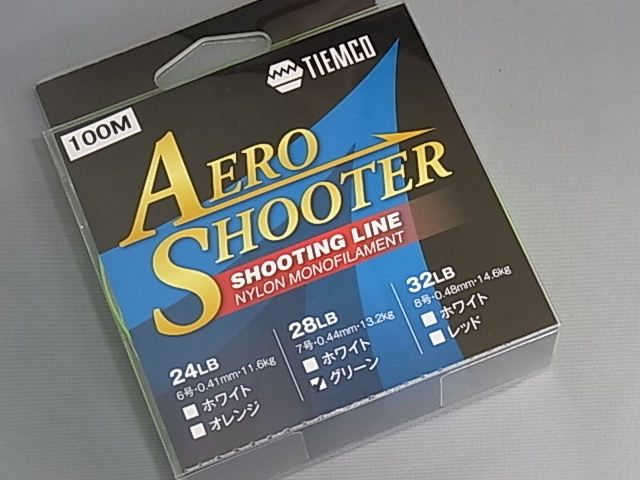 TIEMCO
100M
AERO
SHOOTER
SHOOTING LINE
NYLON MONOFILAMENT
24LB
6号・0.41mm・11.6kg
ホワイト
オレンジ
28LB
7号・0.44mm・13.2kg
ホワイト
グリーン
32LB
8号・0.48mm・14.6kg
ホワイト
レッド